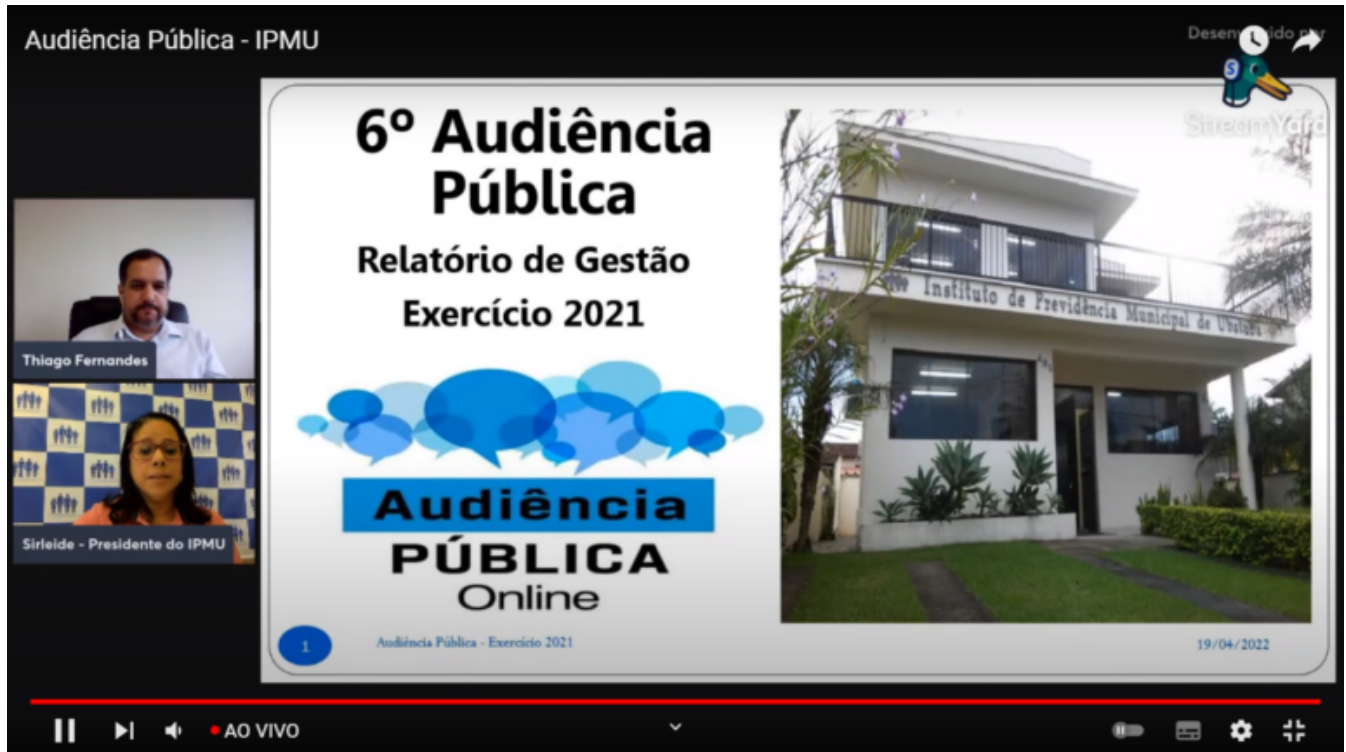 Audiência Pública - IPMU
StreamYard
6º Audiência
Pública
Relatório de Gestão
Exercício 2021
Instituto de Previdência Municipal de Ubatuba
Thiago Fernandes
Sirleide - Presidente do IPMU
Audiência
PÚBLICA
Online
1
Audiência Pública - Exercício 2021
19/04/2022
AO VIVO